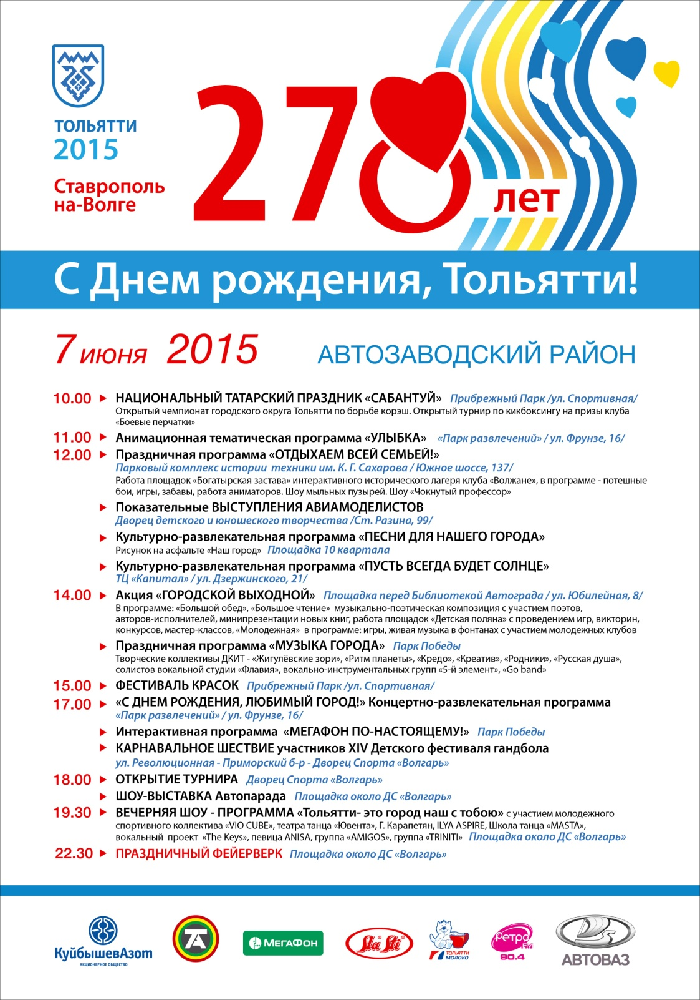 ТОЛЬЯТТИ
2015
Ставрополь
на-Волге
270
лет
С Днем рождения, Тольятти!
7 июня 2015 АВТОЗАВОДСКИЙ РАЙОН
10.00 НАЦИОНАЛЬНЫЙ ТАТАРСКИЙ ПРАЗДНИК «САБАНТУЙ» Прибрежный Парк /ул. Спортивная/
Открытый чемпионат городского округа Тольятти по борьбе корэш. Открытый турнир по кикбоксингу на призы клуба
«Боевые перчатки»
11.00 Анимационная тематическая программа «УЛЫБКА» «Парк развлечений» / ул. Фрунзе, 16/
12.00 Праздничная программа «ОТДЫХАЕМ ВСЕЙ СЕМЬЕЙ!»
Парковый комплекс истории техники им. К. Г. Сахарова / Южное шоссе, 137/
Работа площадок «Богатырская застава» интерактивного исторического лагеря клуба «Волжане», в программе - потешные
бои, игры, забавы, работа аниматоров. Шоу мыльных пузырей. Шоу «Чокнутый профессор»
Показательные ВЫСТУПЛЕНИЯ АВИАМОДЕЛИСТОВ
Дворец детского и юношеского творчества /Ст. Разина, 99/
Культурно-развлекательная программа «ПЕСНИ ДЛЯ НАШЕГО ГОРОДА»
Рисунок на асфальте «Наш город» Площадка 10 квартала
Культурно-развлекательная программа «ПУСТЬ ВСЕГДА БУДЕТ СОЛНЦЕ»
ТЦ «Капитал» / ул. Дзержинского, 21/
14.00 Акция «ГОРОДСКОЙ ВЫХОДНОЙ» Площадка перед Библиотекой Автограда / ул. Юбилейная, 8/
В программе: «Большой обед», «Большое чтение» музыкально-поэтическая композиция с участием поэтов,
авторов-исполнителей, минипрезентации новых книг, работа площадок «Детская поляна» с проведением игр, викторин,
конкурсов, мастер-классов, «Молодежная» в программе: игры, живая музыка в фонтанах с участием молодежных клубов
Праздничная программа «МУЗЫКА ГОРОДА» Парк Победы
Творческие коллективы ДКИТ - «Жигулёвские зори», «Ритм планеты», «Кредо», «Креатив», «Родники», «Русская душа»,
солистов вокальной студии «Флавия», вокально-инструментальных групп «5-й элемент», «Go band»
15.00 ФЕСТИВАЛЬ КРАСОК Прибрежный Парк /ул. Спортивная/
17.00 «С ДНЕМ РОЖДЕНИЯ, ЛЮБИМЫЙ ГОРОД!» Концертно-развлекательная программа
«Парк развлечений» / ул. Фрунзе, 16/
Интерактивная программа «МЕГАФОН ПО-НАСТОЯЩЕМУ!» Парк Победы
КАРНАВАЛЬНОЕ ШЕСТВИЕ участников XIV Детского фестиваля гандбола
ул. Революционная - Приморский б-р - Дворец Спорта «Волгарь»
18.00 ОТКРЫТИЕ ТУРНИРА Дворец Спорта «Волгарь»
ШОУ-ВЫСТАВКА Автопарада Площадка около ДС «Волгарь»
19.30 ВЕЧЕРНЯЯ ШОУ - ПРОГРАММА «Тольятти- это город наш с тобою» с участием молодежного
спортивного коллектива «VIO CUBE», театра танца «Ювента», Г. Карапетян, ILYA ASPIRE, Школа танца «MASTA»,
вокальный проект «The Keys», певица ANISA, группа «AMIGOS», группа «TRINITI» Площадка около ДС «Волгарь»
22.30 ПРАЗДНИЧНЫЙ ФЕЙЕРВЕРК Площадка около ДС «Волгарь»
КуйбышевАзот
АКЦИОНЕРНОЕ ОБЩЕСТВО
ТА
МЕГАФОН
Sla Sti
ТОЛЬЯТТИ
МОЛОКО
Ретро
FM
90.4
АВТОВАЗ